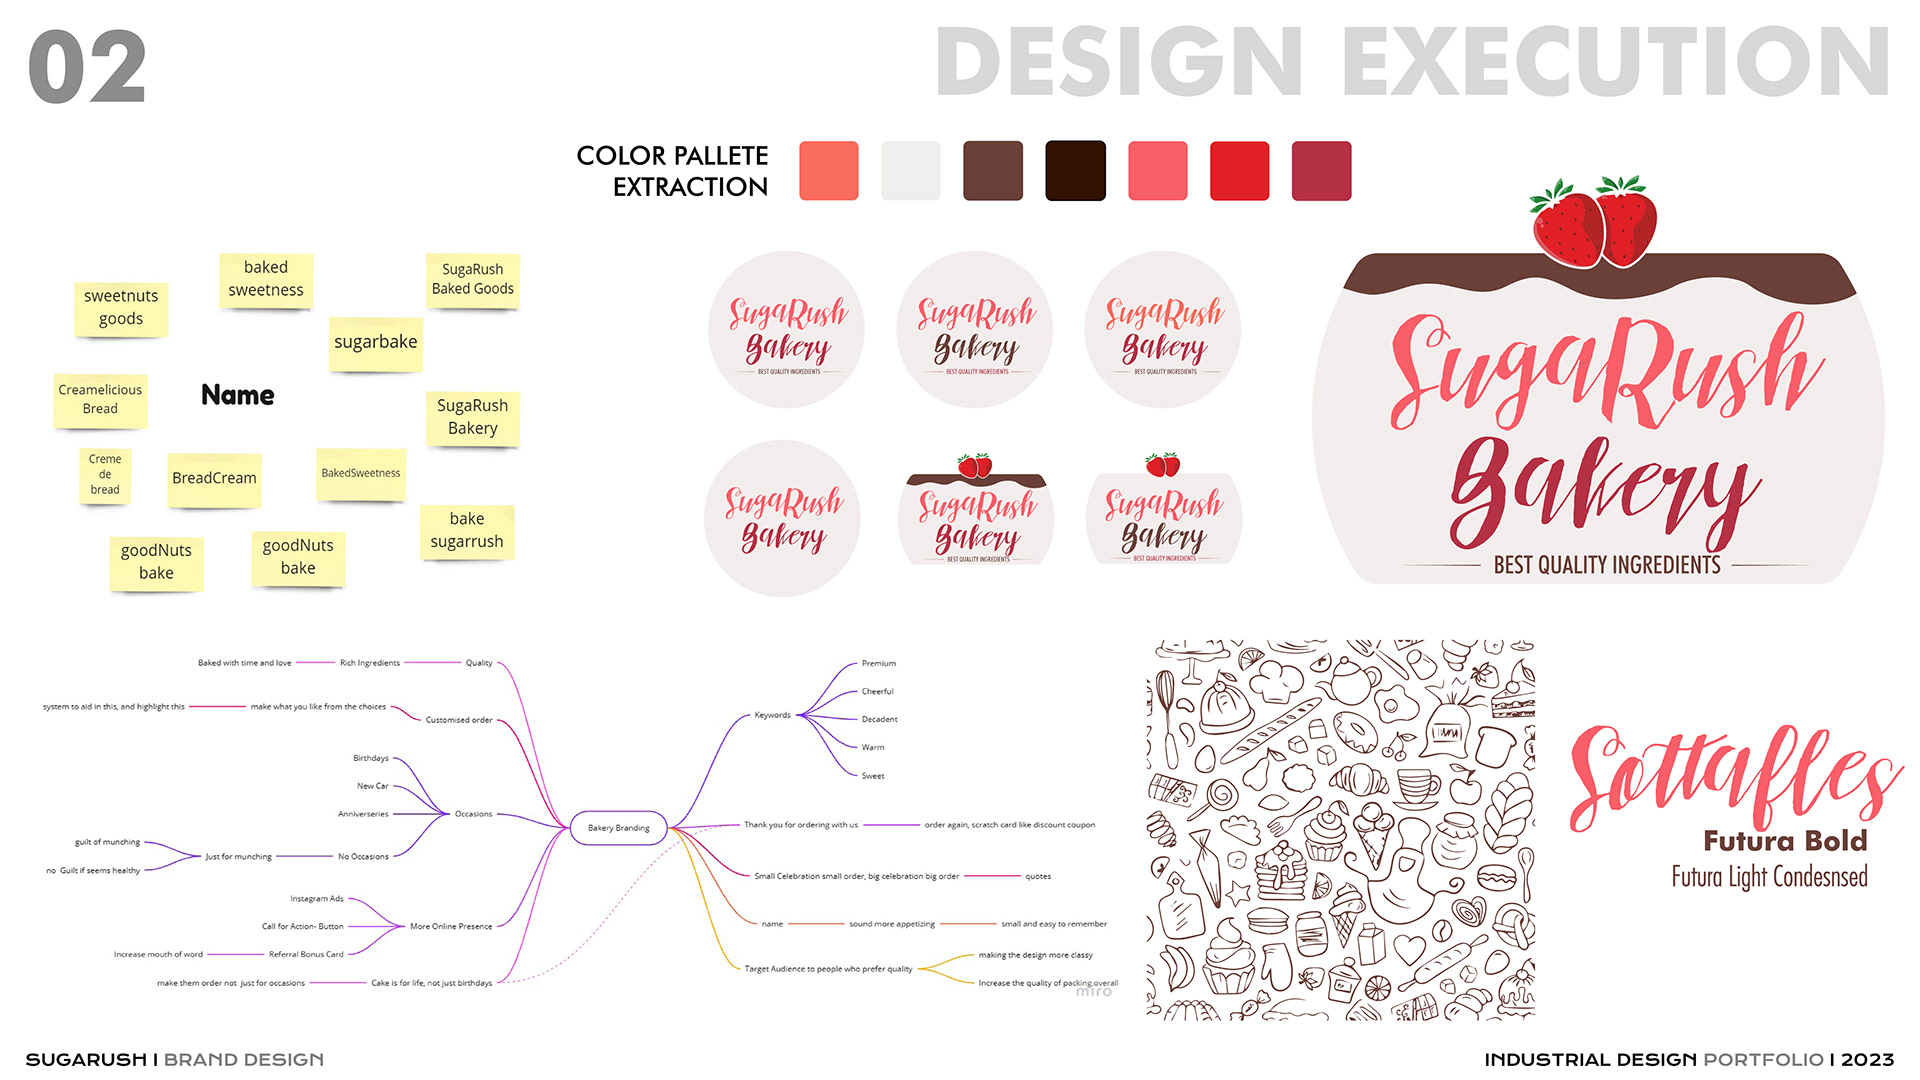 02
DESIGN EXECUTION
COLOR PALLETE
EXTRACTION
baked
sweetness
SugaRush
Baked Goods
sweetnuts
goods
sugarbake
Name
Creamelicious
Bread
SugaRush
Bakery
Creme
de
bread
BreadCream
BakedSweetness
bake
sugarrush
goodNuts
bake
goodNuts
bake
SugaRush
Bakery
BEST QUALITY INGREDIENTS
SugaRush
Bakery
BEST QUALITY INGREDIENTS
SugaRush
Bakery
BEST QUALITY INGREDIENTS
SugaRush
Bakery
SugaRush
Bakery
BEST QUALITY INGREDIENTS
SugaRush
Bakery
BEST QUALITY INGREDIENTS
SugaRush
Bakery
BEST QUALITY INGREDIENTS
Baked with time and love
Rich Ingredients
Quality
system to aid in this, and highlight this
make what you like from the choices
Customised order
Birthdays
New Car
Anniverseries
Occasions
guilt of munching
no Guilt if seems healthy
Just for munching
No Occasions
Instagram Ads
Call for Action- Button
More Online Presence
Increase mouth of word
Referral Bonus Card
make them order not just for occasions
Cake is for life, not just birthdays
Bakery Branding
Keywords
Premium
Cheerful
Decadent
Warm
Sweet
Thank you for ordering with us
order again, scratch card like discount coupon
Small Celebration small order, big celebration big order
quotes
name
sound more appetizing
small and easy to remember
Target Audience to people who prefer quality
making the design more classy
Increase the quality of packing overall
miro
Sottafles
Futura Bold
Futura Light Condesnsed
SUGARUSH I BRAND DESIGN
INDUSTRIAL DESIGN PORTFOLIO I 2023